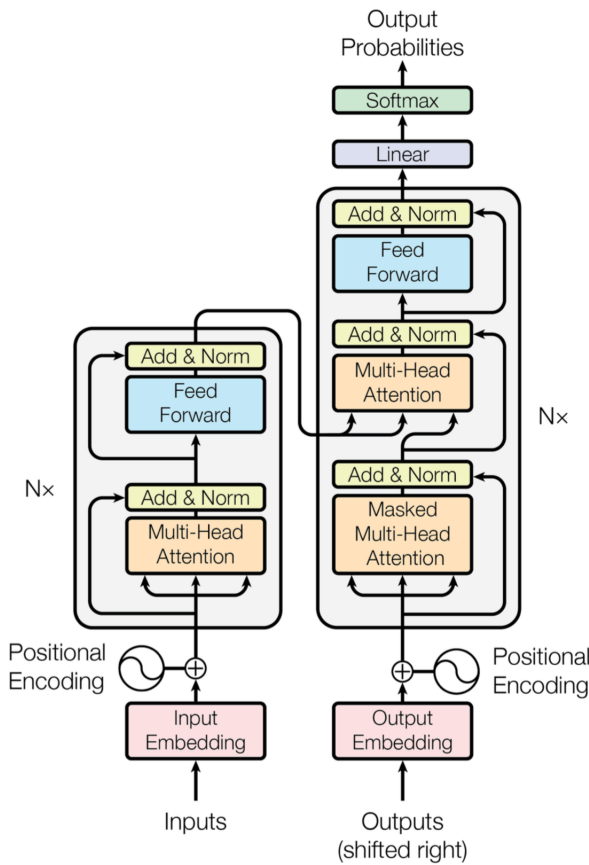 Output
Probabilities
Softmax
Linear
Add & Norm
Feed
Forward
Add & Norm
Multi-Head
Attention
Add & Norm
Masked
Multi-Head
Attention
Nx
Add & Norm
Feed
Forward
Add & Norm
Multi-Head
Attention
N×
Positional
Encoding
Positional
Encoding
Input
Embedding
Output
Embedding
Inputs
Outputs
(shifted right)